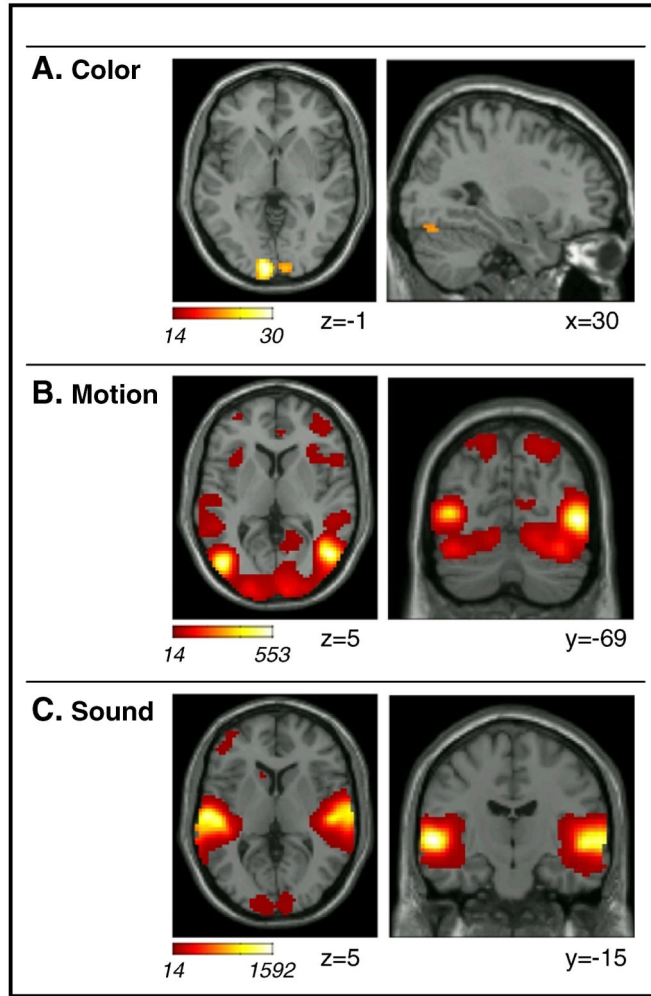 A. Color
14 30 z=-1 x=30
B. Motion
14 553 z=5 y=-69
C. Sound
14 1592 z=5 y=-15